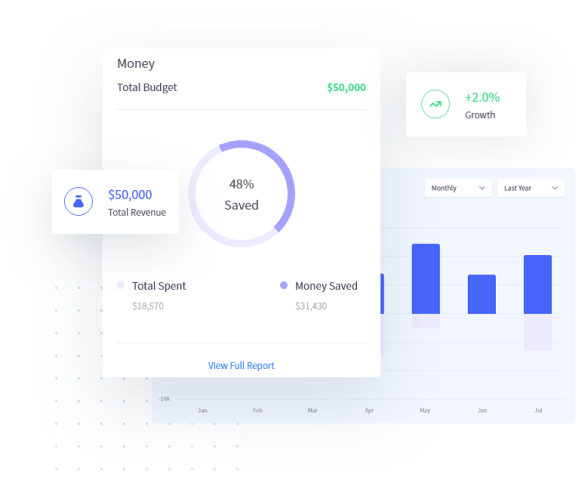 Money
Total Budget $50,000
+2.0%
Growth
48%
Saved
$50,000
Total Revenue
Monthly
Last Year
Total Spent
$18,570
Money Saved
$31,430
View Full Report
Jan Feb Mar Apr May Jun Jul